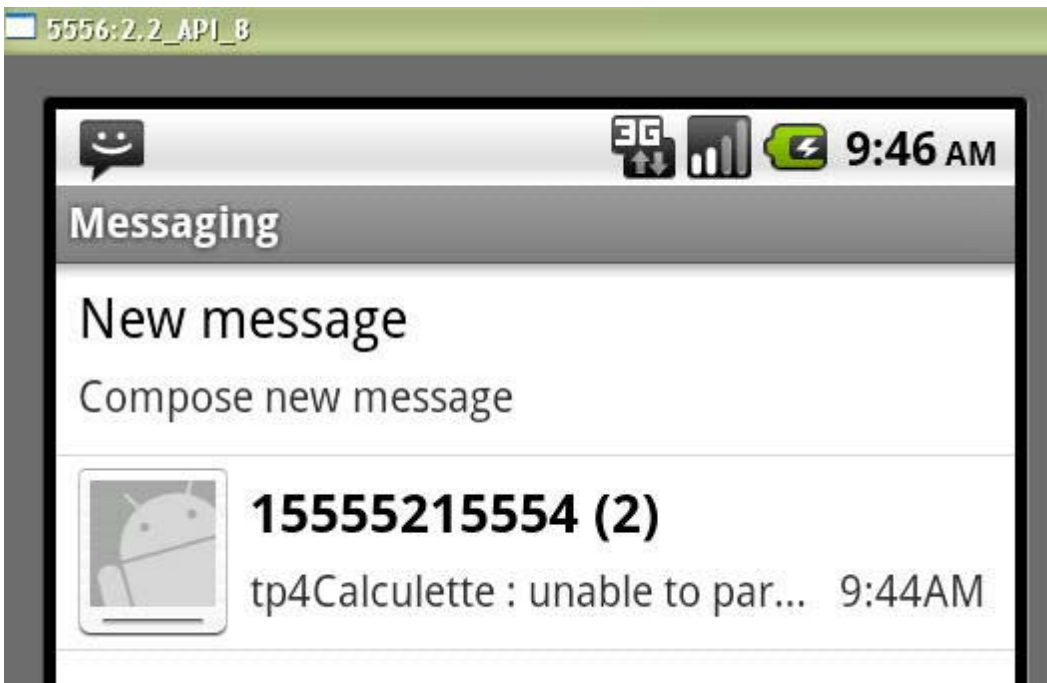 5556:2.2_API_8
3G 9:46 AM
Messaging
New message
Compose new message
15555215554 (2)
tp4Calculette : unable to par... 9:44AM